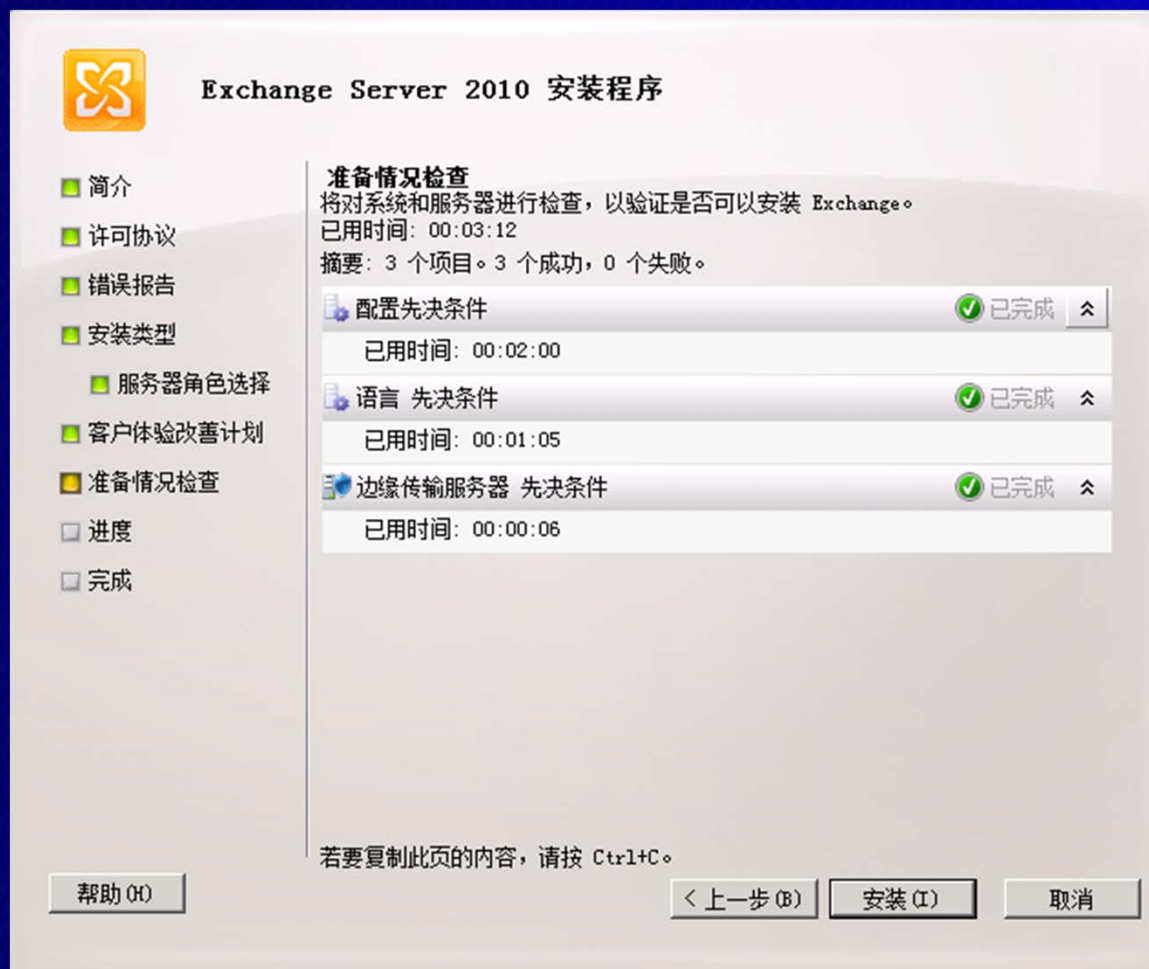 Exchange Server 2010 安装程序
简介
许可协议
错误报告
安装类型
服务器角色选择
客户体验改善计划
准备情况检查
进度
完成
准备情况检查
将对系统和服务器进行检查，以验证是否可以安装 Exchange。
已用时间: 00:03:12
摘要: 3 个项目。3 个成功，0 个失败。
配置先决条件 已完成
已用时间: 00:02:00
语言 先决条件 已完成
已用时间: 00:01:05
边缘传输服务器 先决条件 已完成
已用时间: 00:00:06
若要复制此页的内容，请按 Ctrl+C。
帮助(H) < 上一步(B) 安装(I) 取消